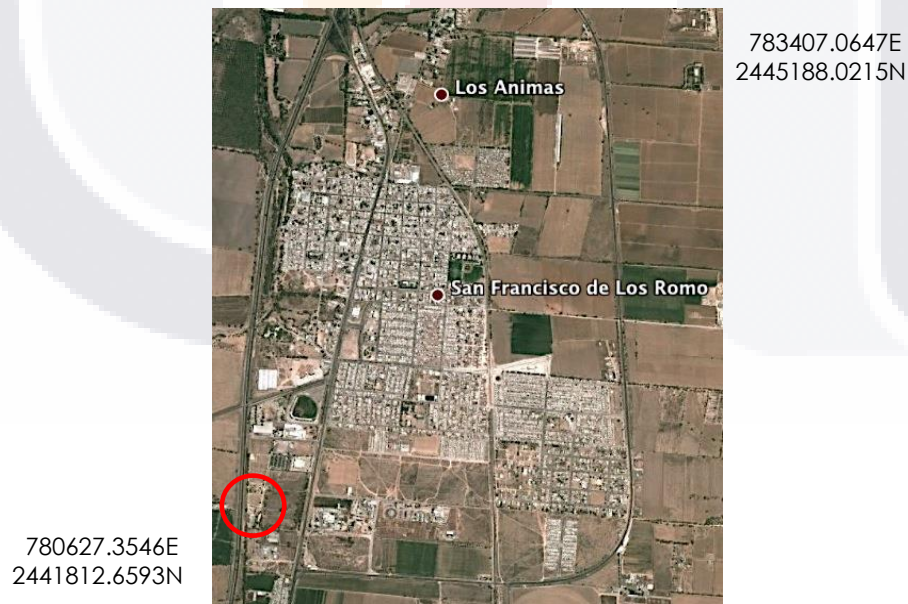 783407.0647E
2445188.0215N
Los Animas
San Francisco de Los Romo
780627.3546E
2441812.6593N